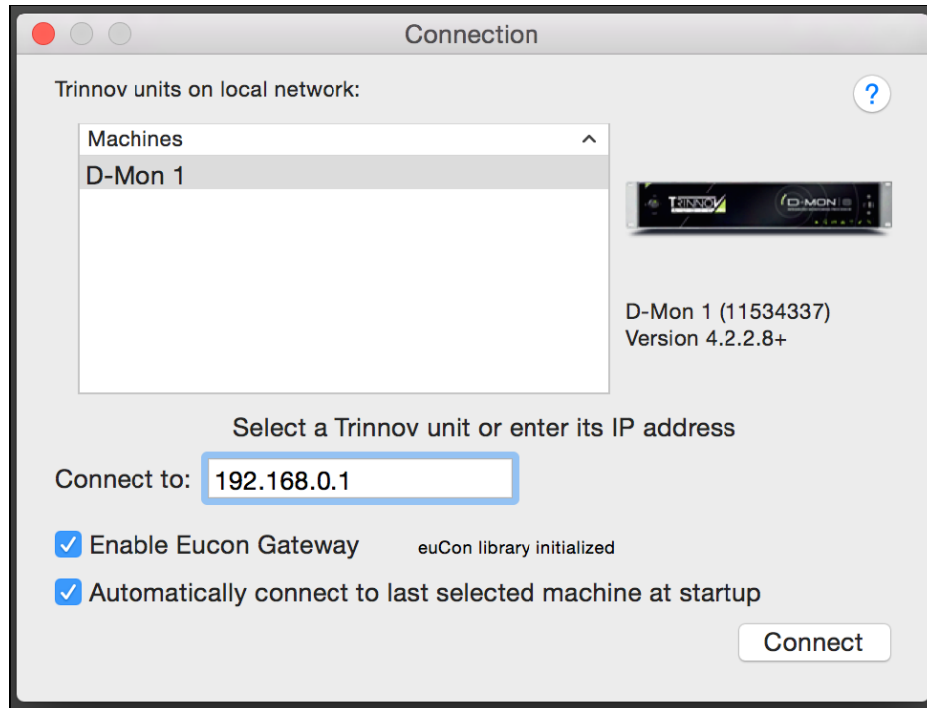 Connection
Trinnov units on local network:
?
Machines
D-Mon 1
TRINNOV
D-MON
D-Mon 1 (11534337)
Version 4.2.2.8+
Select a Trinnov unit or enter its IP address
Connect to: 192.168.0.1
Enable Eucon Gateway euCon library initialized
Automatically connect to last selected machine at startup
Connect